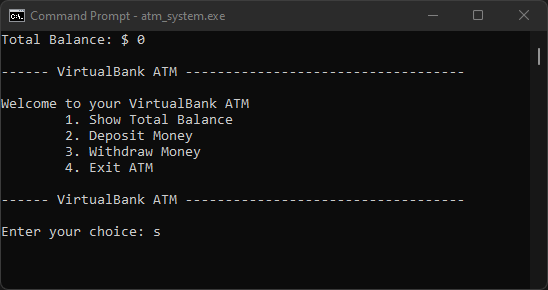 Command Prompt - atm_system.exe
Total Balance: $ 0
------ VirtualBank ATM -----------------------------------
Welcome to your VirtualBank ATM
1. Show Total Balance
2. Deposit Money
3. Withdraw Money
4. Exit ATM
------ VirtualBank ATM -----------------------------------
Enter your choice: s